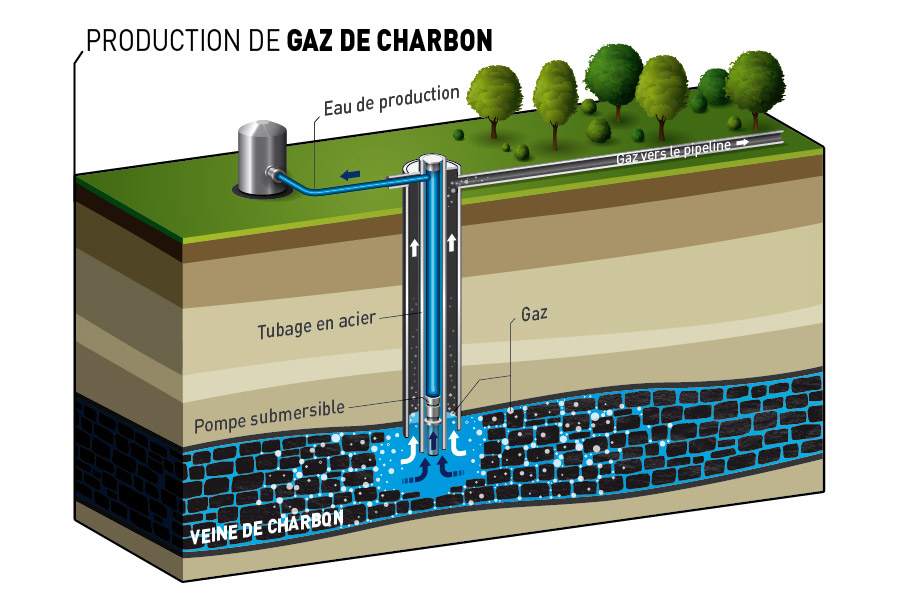 PRODUCTION DE GAZ DE CHARBON
Eau de production
Gaz vers le pipeline
Tubage en acier
Gaz
Pompe submersible
VEINE DE CHARBON